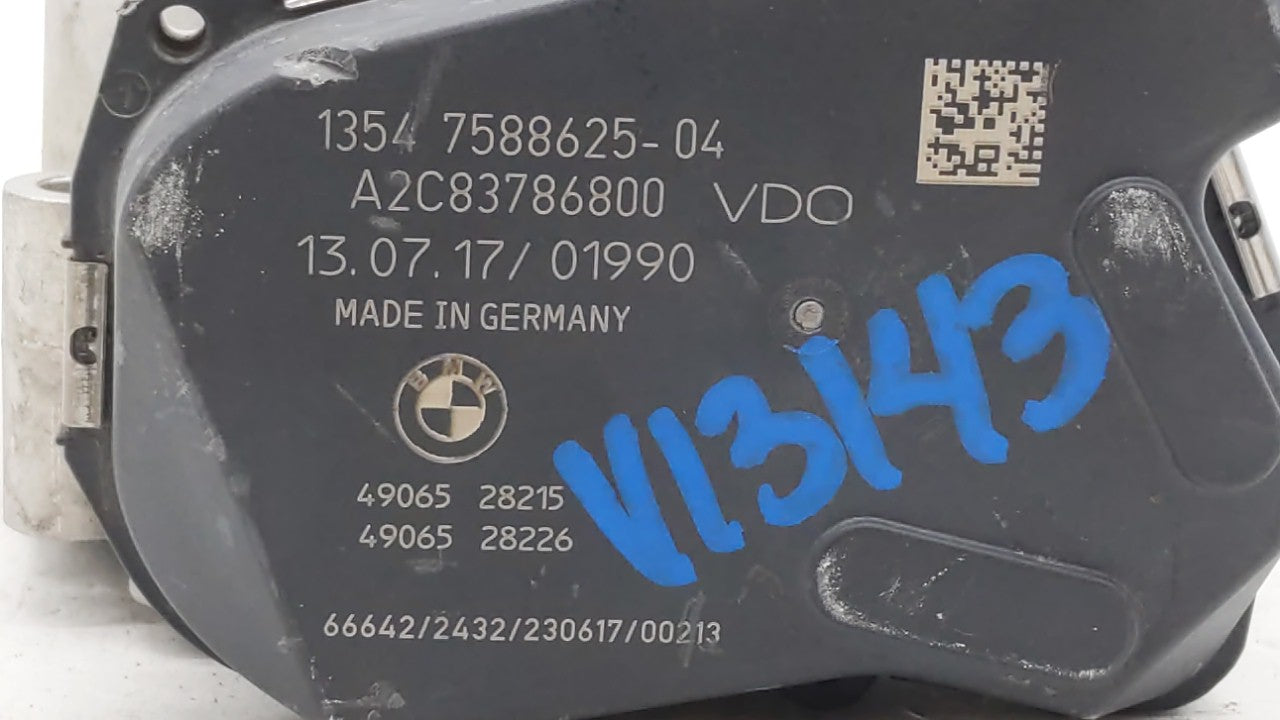 1354 7588625-04
A2C83786800 VDO
13.07.17/01990
MADE IN GERMANY
BMW
49065 28215
49065 28226
V13143
66642/2432/230617/00213